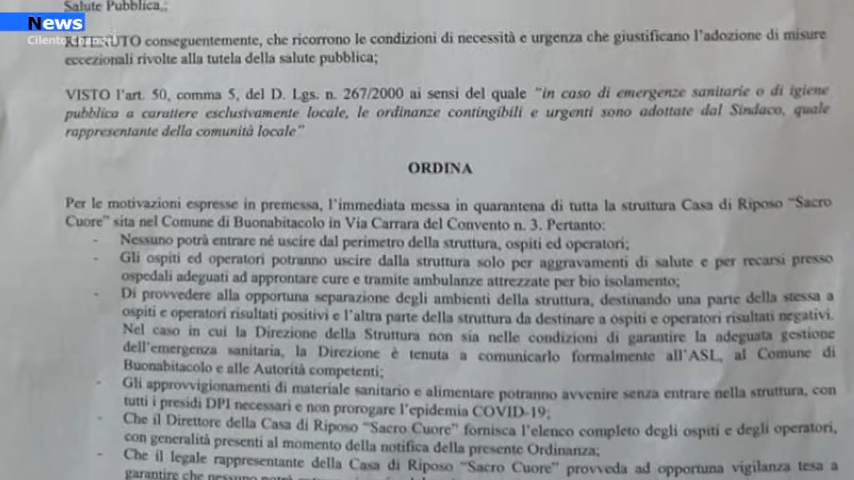 Salute Pubblica,;
News
RITENUTO conseguentemente, che ricorrono le condizioni di necessità e urgenza che giustificano l'adozione di misure
eccezionali rivolte alla tutela della salute pubblica;
VISTO l'art. 50, comma 5, del D. Lgs. n. 267/2000 ai sensi del quale "in caso di emergenze sanitarie o di igiene
pubblica a carattere esclusivamente locale, le ordinanze contingibili e urgenti sono adottate dal Sindaco, quale
rappresentante della comunità locale"
ORDINA
Per le motivazioni espresse in premessa, l'immediata messa in quarantena di tutta la struttura Casa di Riposo "Sacro
Cuore" sita nel Comune di Buonabitacolo in Via Carrara del Convento n. 3. Pertanto:
- Nessuno potrà entrare né uscire dal perimetro della struttura, ospiti ed operatori;
- Gli ospiti ed operatori potranno uscire dalla struttura solo per aggravamenti di salute e per recarsi presso
ospedali adeguati ad approntare cure e tramite ambulanze attrezzate per bio isolamento;
- Di provvedere alla opportuna separazione degli ambienti della struttura, destinando una parte della stessa a
ospiti e operatori risultati positivi e l'altra parte della struttura da destinare a ospiti e operatori risultati negativi.
Nel caso in cui la Direzione della Struttura non sia nelle condizioni di garantire la adeguata gestione
dell'emergenza sanitaria, la Direzione è tenuta a comunicarlo formalmente all'ASL, al Comune di
Buonabitacolo e alle Autorità competenti;
- Gli approvvigionamenti di materiale sanitario e alimentare potranno avvenire senza entrare nella struttura, con
tutti i presidi DPI necessari e non prorogare l'epidemia COVID-19;
- Che il Direttore della Casa di Riposo "Sacro Cuore" fornisca l'elenco completo degli ospiti e degli operatori,
con generalità presenti al momento della notifica della presente Ordinanza;
- Che il legale rappresentante della Casa di Riposo "Sacro Cuore" provveda ad opportuna vigilanza tesa a
garantire che nessuno potrà